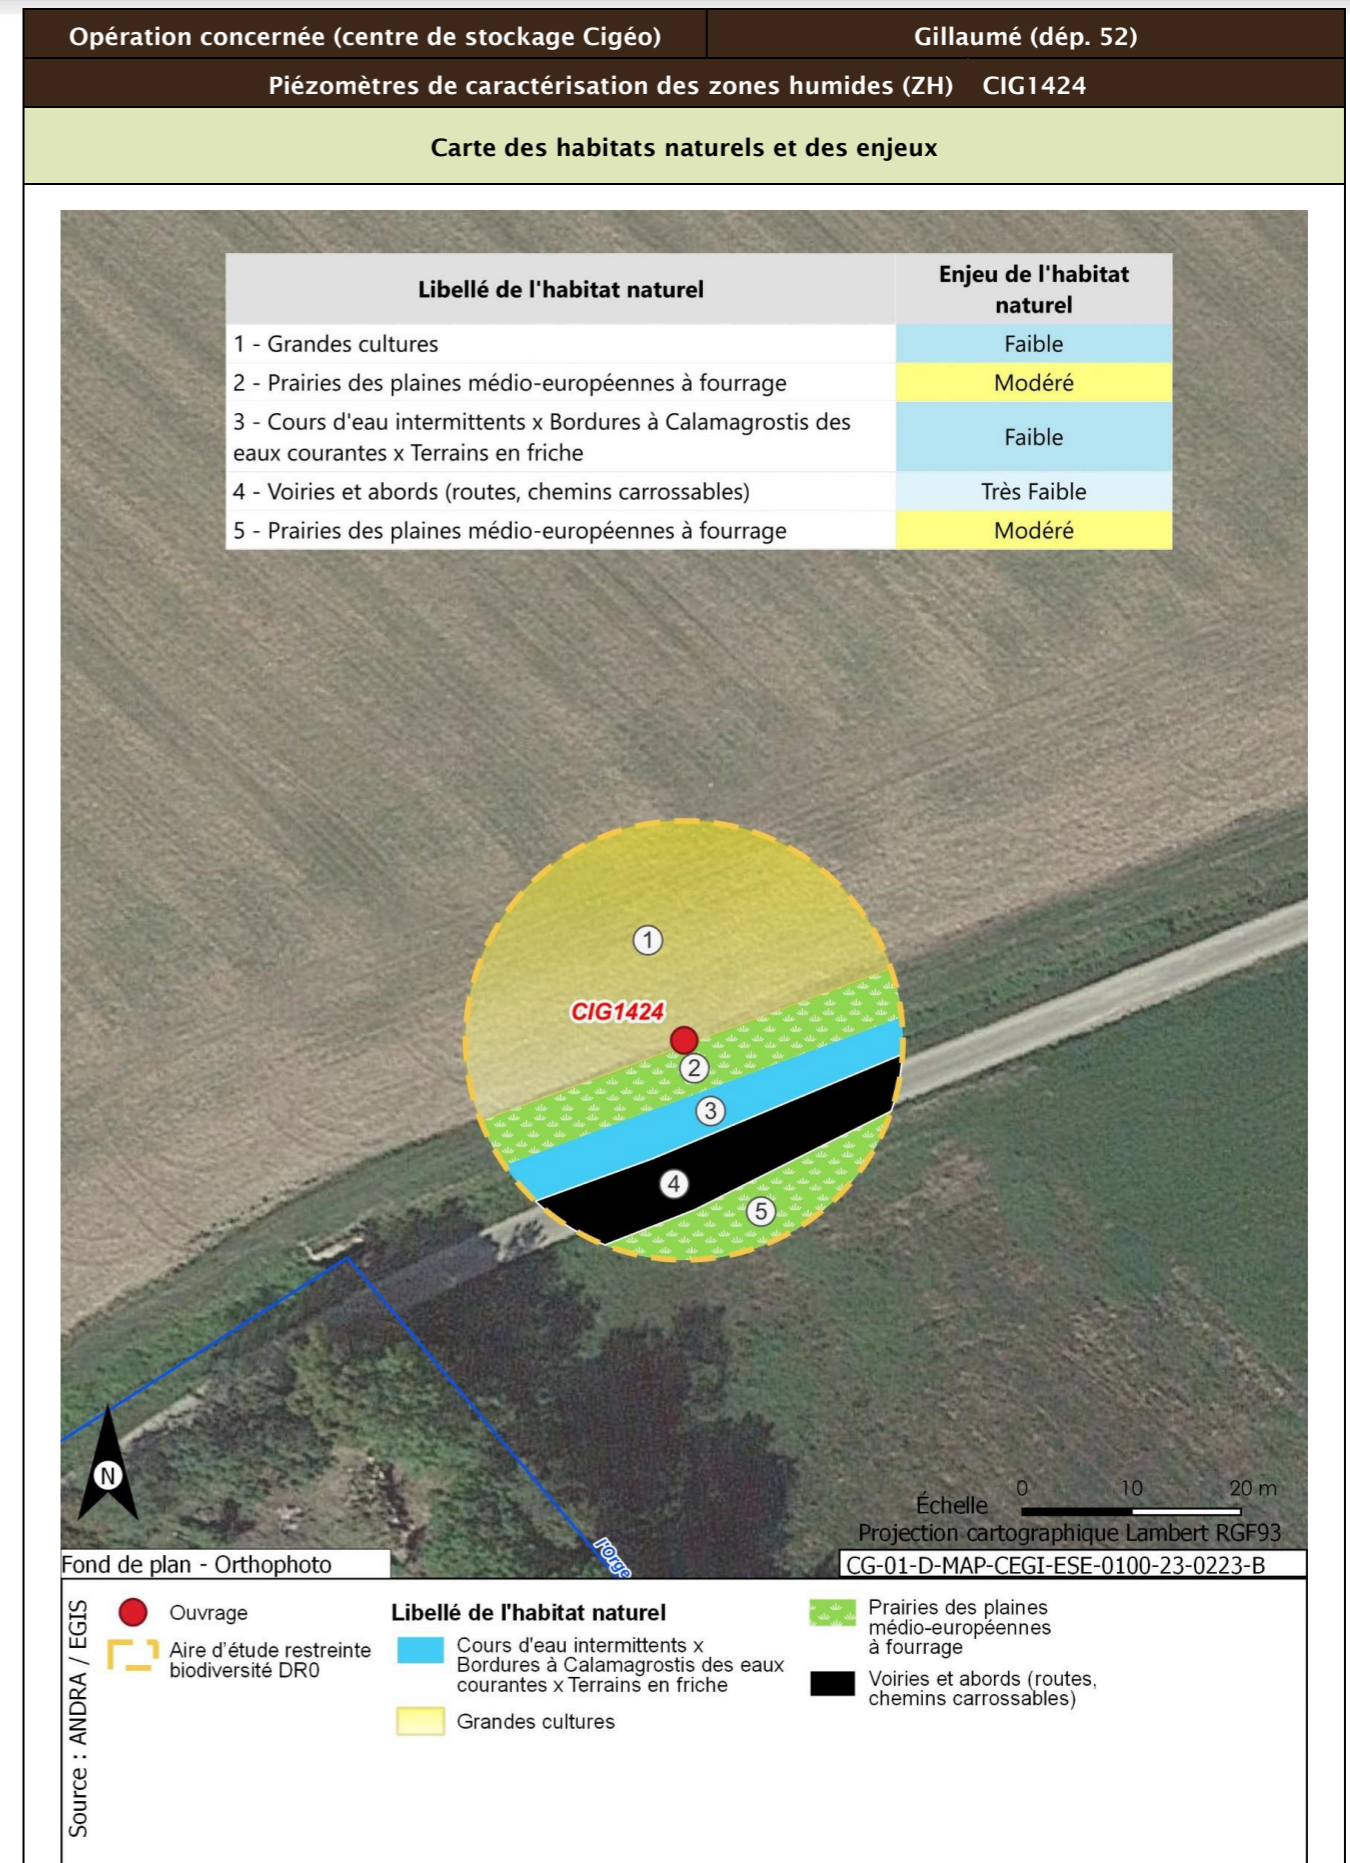 Opération concernée (centre de stockage Cigéo)
Gillaumé (dép. 52)
Piézomètres de caractérisation des zones humides (ZH) CIG1424
Carte des habitats naturels et des enjeux
Libellé de l'habitat naturel
Enjeu de l'habitat
naturel
1 - Grandes cultures
Faible
2 - Prairies des plaines médio-européennes à fourrage
Modéré
3 - Cours d'eau intermittents x Bordures à Calamagrostis des
eaux courantes x Terrains en friche
Faible
4 - Voiries et abords (routes, chemins carrossables)
Très Faible
5 - Prairies des plaines médio-européennes à fourrage
Modéré
1
CIG1424
2
3
4
5
N
l'Orge
Échelle
0 10 20 m
Projection cartographique Lambert RGF93
Fond de plan - Orthophoto
CG-01-D-MAP-CEGI-ESE-0100-23-0223-B
Source : ANDRA / EGIS
Ouvrage
Aire d'étude restreinte
biodiversité DR0
Libellé de l'habitat naturel
Cours d'eau intermittents x
Bordures à Calamagrostis des eaux
courantes x Terrains en friche
Grandes cultures
Prairies des plaines
médio-européennes
à fourrage
Voiries et abords (routes,
chemins carrossables)